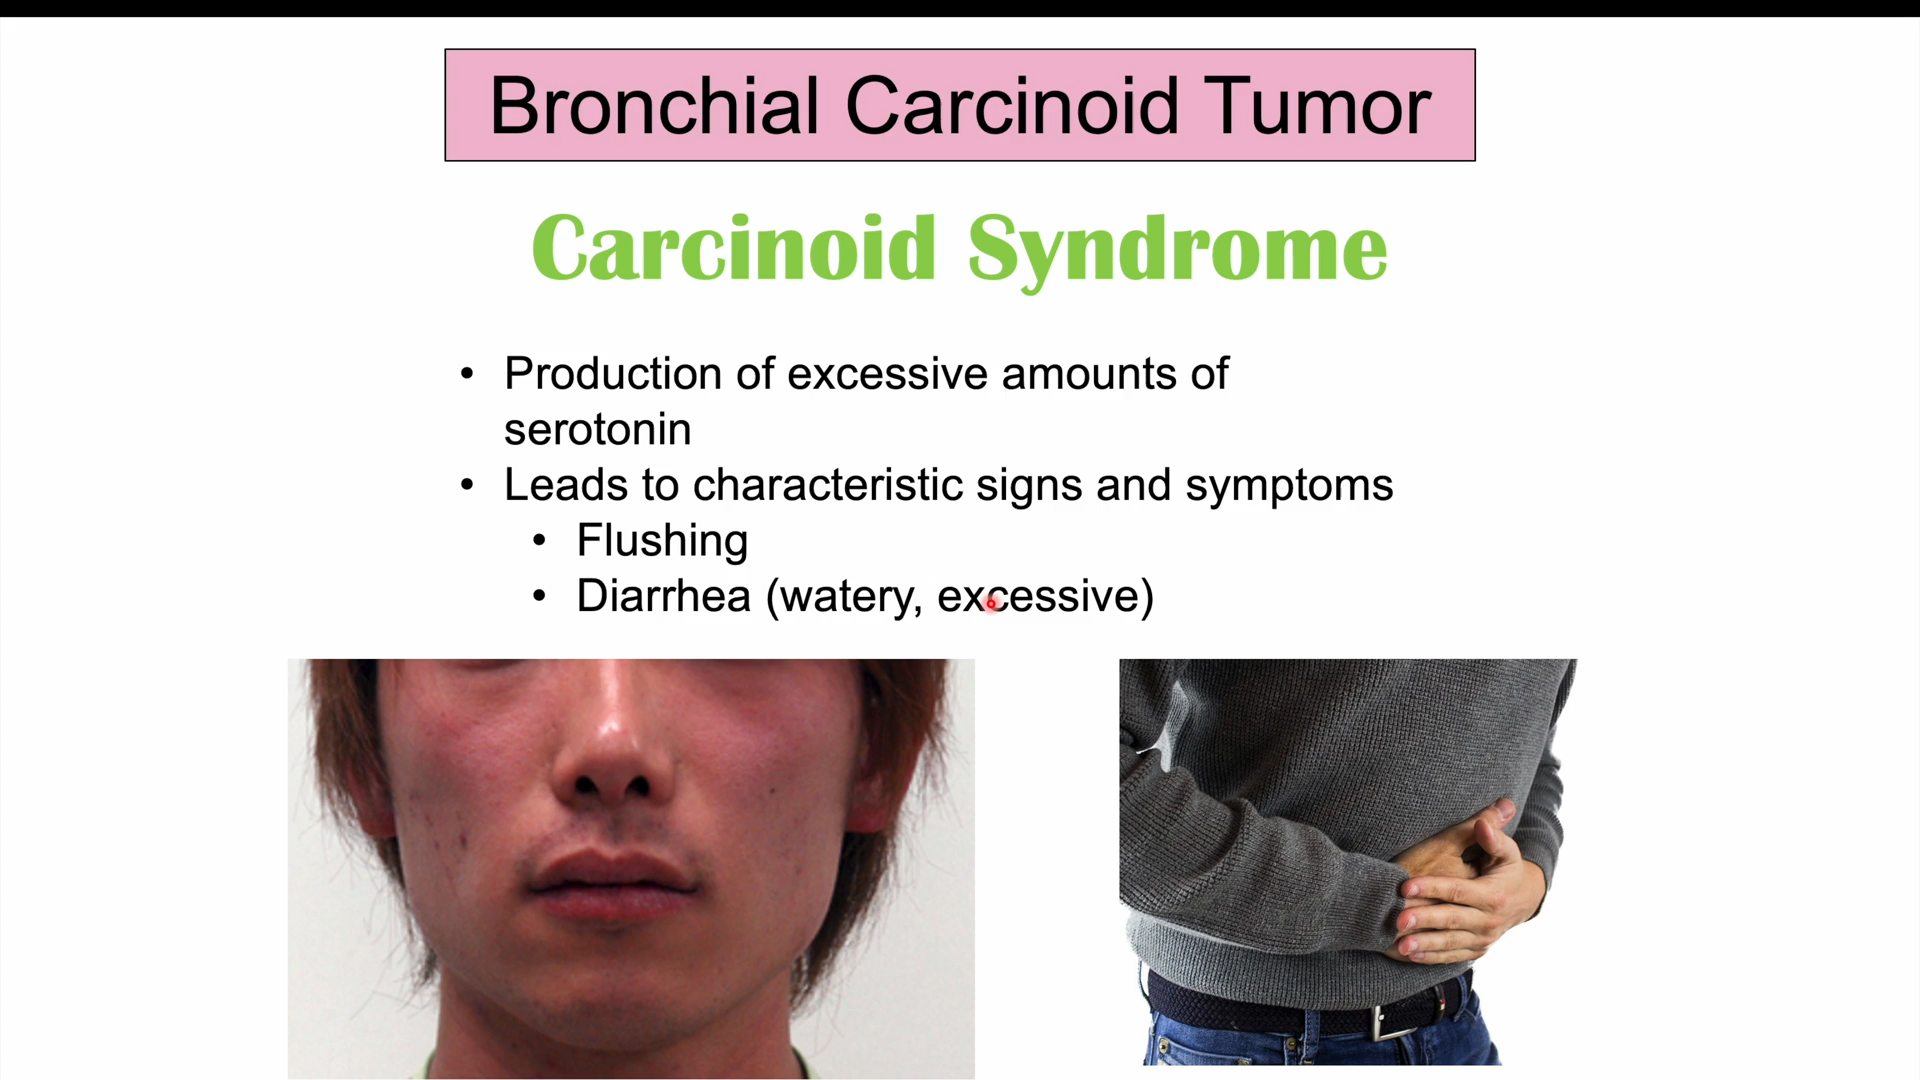 Bronchial Carcinoid Tumor
Carcinoid Syndrome
• Production of excessive amounts of
serotonin
• Leads to characteristic signs and symptoms
• Flushing
• Diarrhea (watery, excessive)